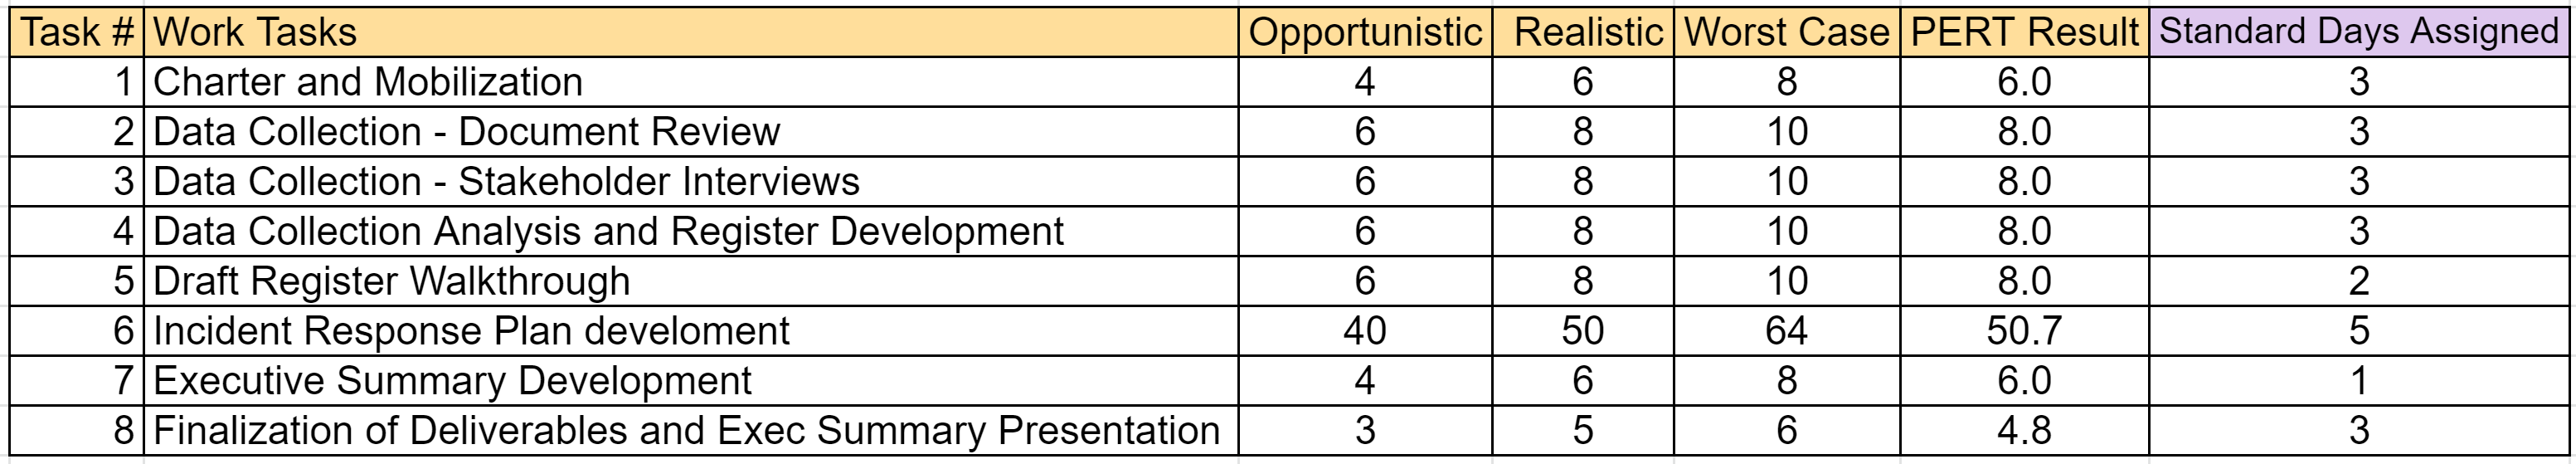 Task # Work Tasks Opportunistic Realistic Worst Case PERT Result Standard Days Assigned
1 Charter and Mobilization 4 6 8 6.0 3
2 Data Collection - Document Review 6 8 10 8.0 3
3 Data Collection - Stakeholder Interviews 6 8 10 8.0 3
4 Data Collection Analysis and Register Development 6 8 10 8.0 3
5 Draft Register Walkthrough 6 8 10 8.0 2
6 Incident Response Plan develoment 40 50 64 50.7 5
7 Executive Summary Development 4 6 8 6.0 1
8 Finalization of Deliverables and Exec Summary Presentation 3 5 6 4.8 3